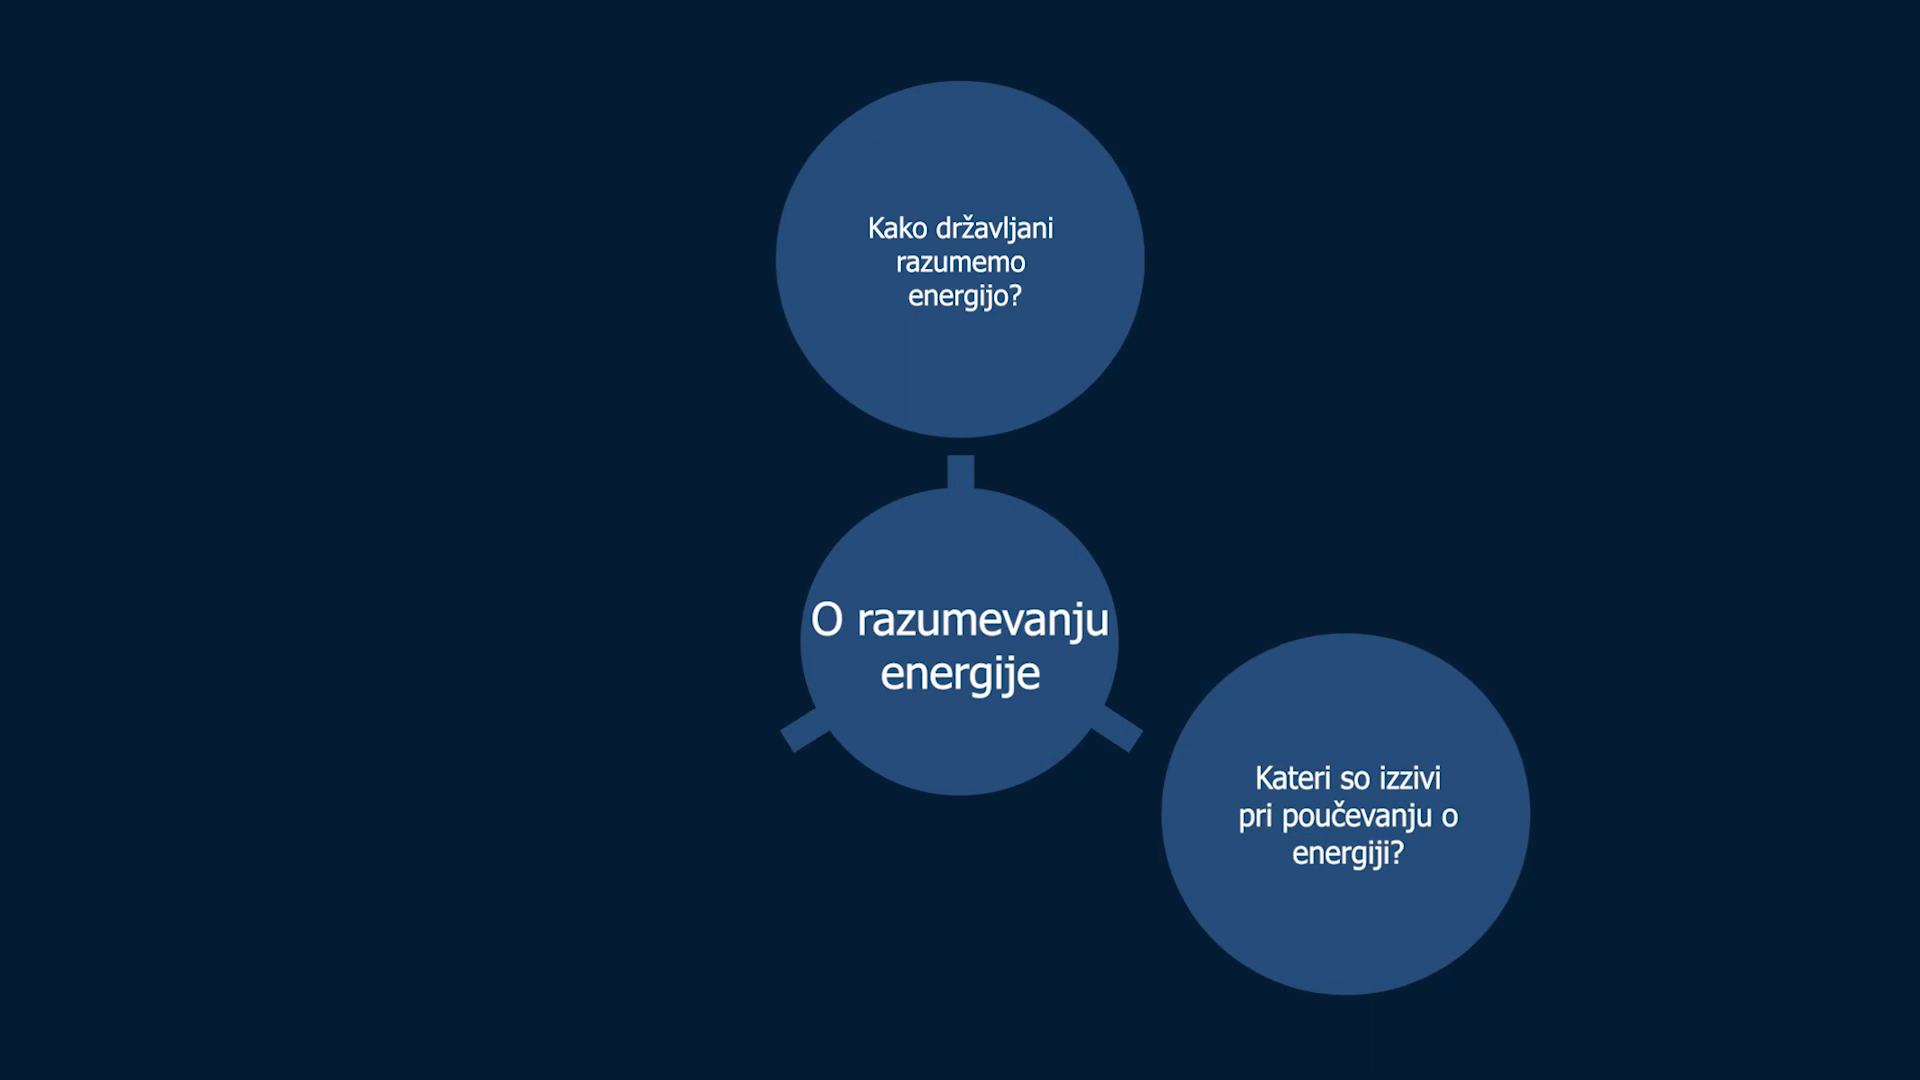 Kako državljani
razumemo
energijo?
O razumevanju
energije
Kateri so izzivi
pri poučevanju o
energiji?